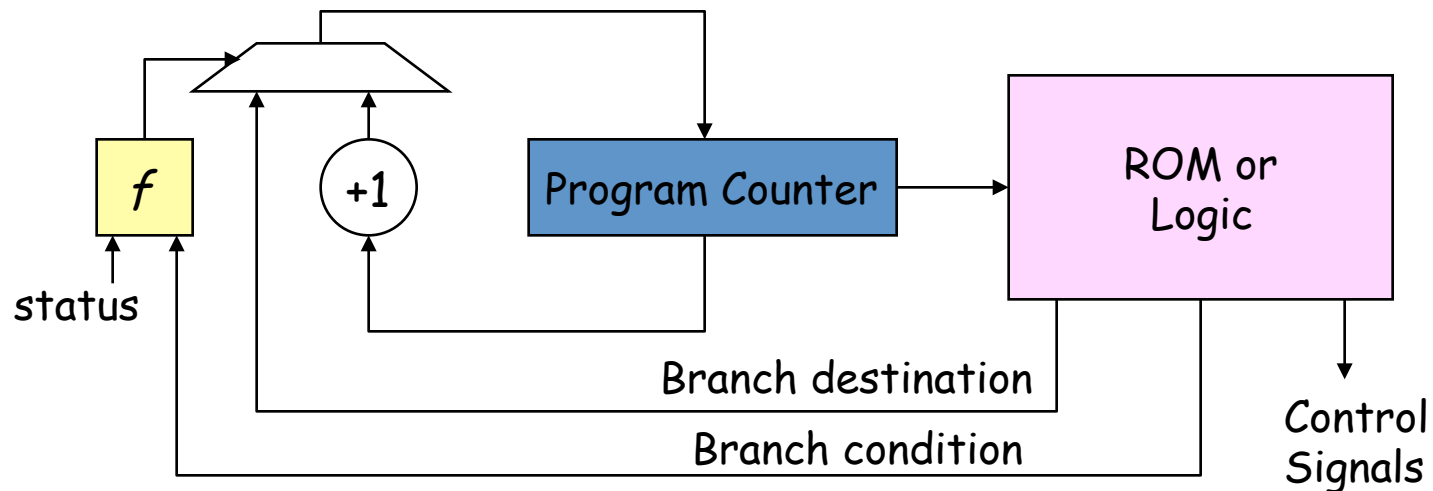 f
+1
Program Counter
ROM or
Logic
status
Branch destination
Branch condition
Control
Signals